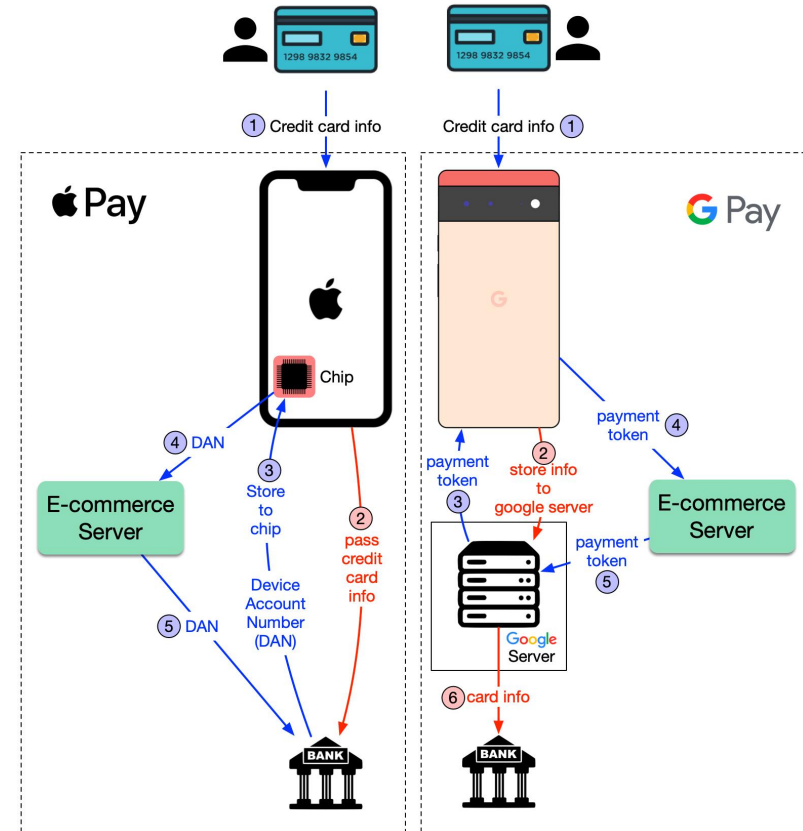 1298 9832 9854
1298 9832 9854
1 Credit card info
Credit card info 1
Pay
G Pay
G
Chip
4 DAN
3
Store
to
chip
2
pass
credit
card
info
E-commerce
Server
Device
Account
Number
(DAN)
5 DAN
BANK
payment
token
4
2
store info
to
google server
payment
token
3
E-commerce
Server
payment
token
5
Google
Server
6 card info
BANK